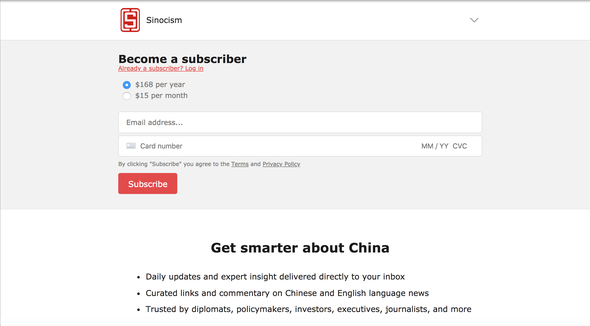 Sinocism
Become a subscriber
Already a subscriber? Log in
$168 per year
$15 per month
Email address...
Card number MM / YY CVC
By clicking "Subscribe" you agree to the Terms and Privacy Policy
Subscribe
Get smarter about China
• Daily updates and expert insight delivered directly to your inbox
• Curated links and commentary on Chinese and English language news
• Trusted by diplomats, policymakers, investors, executives, journalists, and more